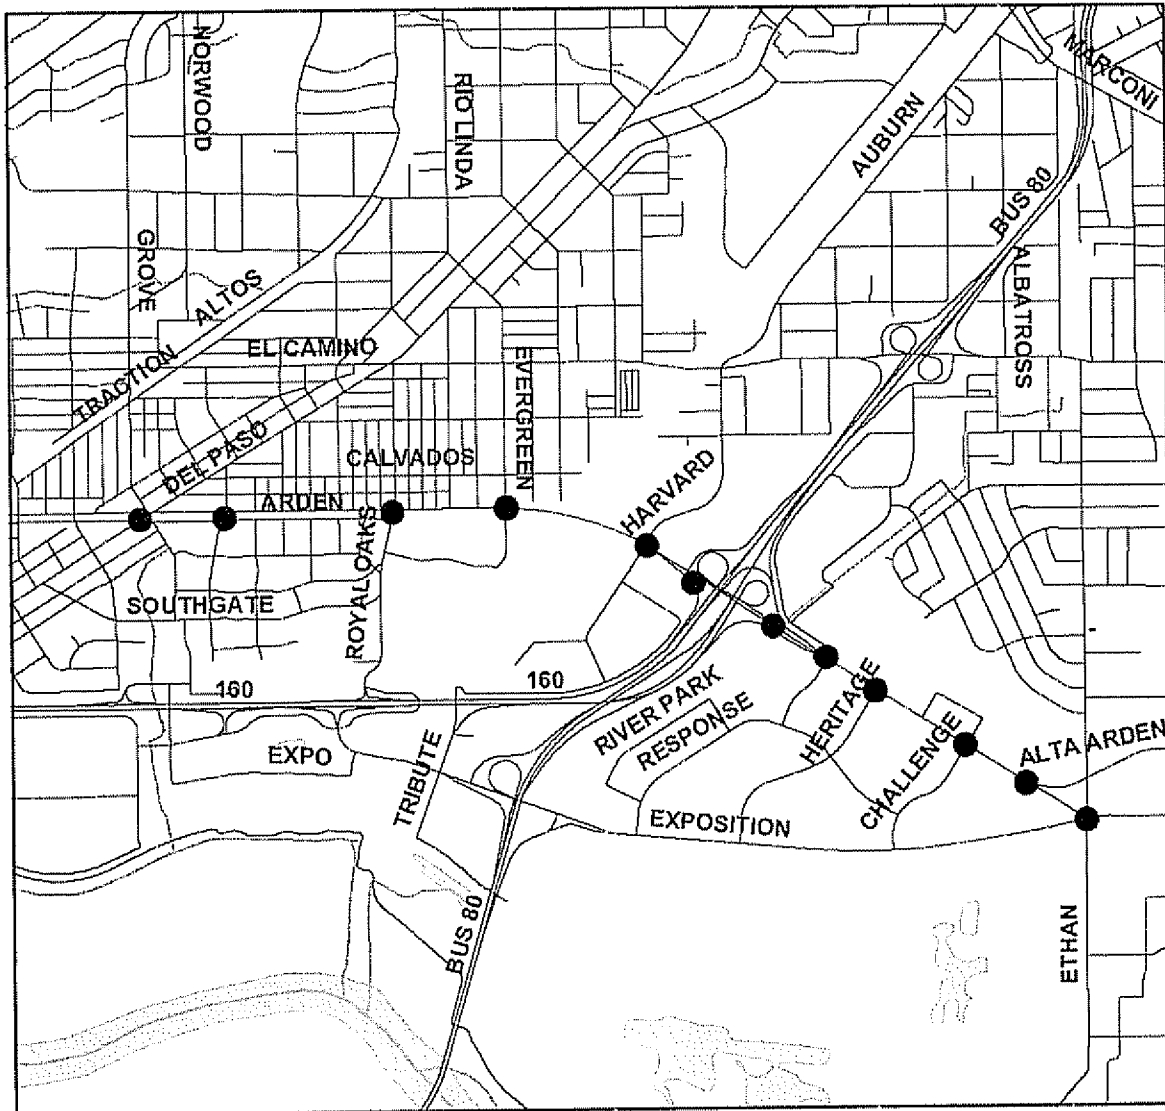 NORWOOD
RIO LINDA
MARCONI
AUBURN
BUS 80
GROVE
ALTOS
TRACTION
EL CAMINO
ALBATROSS
EVERGREEN
DEL PASO
CALVADOS
ARDEN
HARVARD
ROYAL OAKS
SOUTHGATE
160
160
RIVER PARK
RESPONSE
HERITAGE
EXPO
TRIBUTE
CHALLENGE
ALTA ARDEN
EXPOSITION
BUS 80
ETHAN